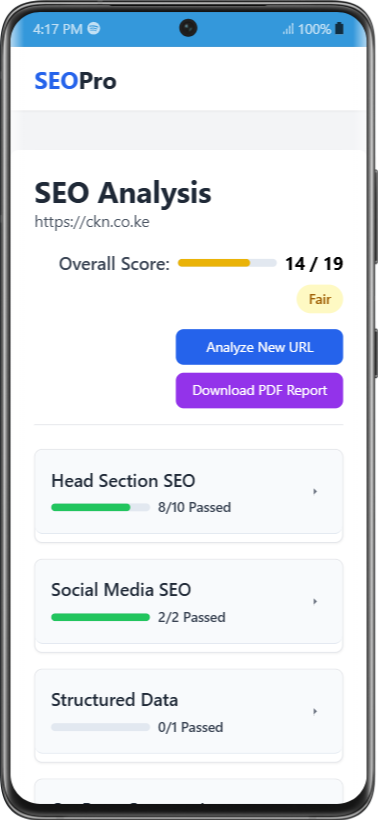 4:17 PM 100%
SEOPro
SEO Analysis
https://ckn.co.ke
Overall Score: 14 / 19
Fair
Analyze New URL
Download PDF Report
Head Section SEO
8/10 Passed
Social Media SEO
2/2 Passed
Structured Data
0/1 Passed